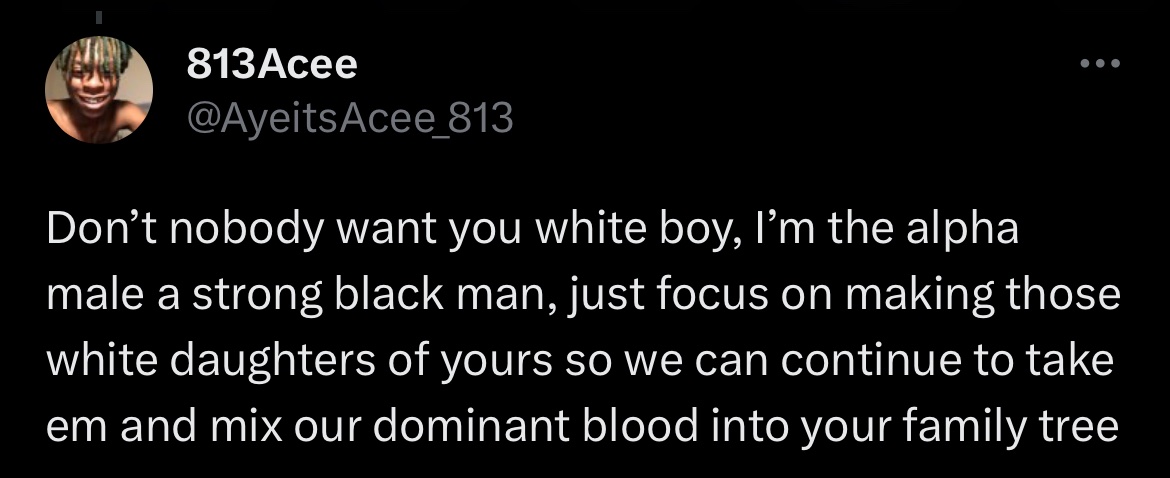 813Acee
@AyeitsAcee_813
Don’t nobody want you white boy, I’m the alpha
male a strong black man, just focus on making those
white daughters of yours so we can continue to take
em and mix our dominant blood into your family tree